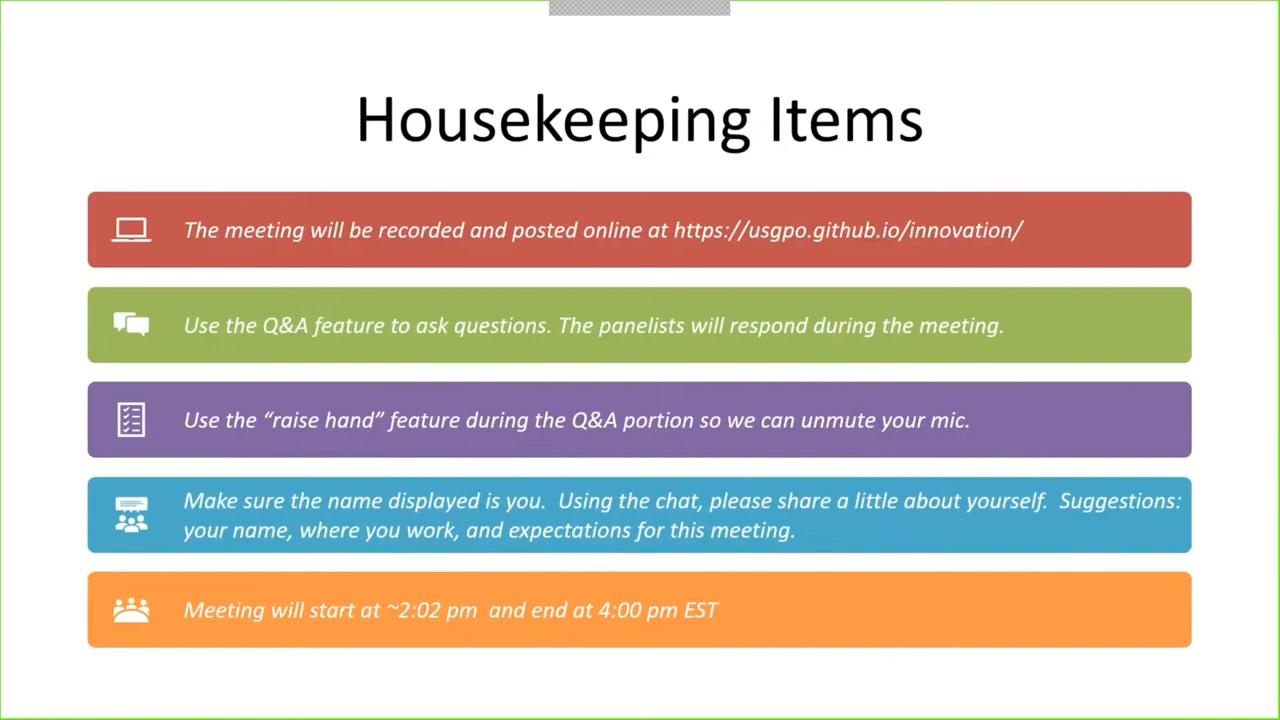 Housekeeping Items
The meeting will be recorded and posted online at https://usgpo.github.io/innovation/
Use the Q&A feature to ask questions. The panelists will respond during the meeting.
Use the “raise hand” feature during the Q&A portion so we can unmute your mic.
Make sure the name displayed is you.  Using the chat, please share a little about yourself.  Suggestions:
your name, where you work, and expectations for this meeting.
Meeting will start at ~2:02 pm  and end at 4:00 pm EST